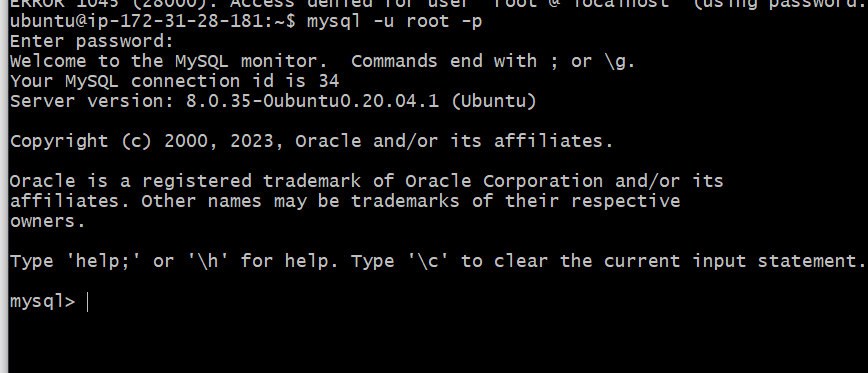 ERROR 1045 (28000): Access denied for user 'root'@'localhost' (using password:
ubuntu@ip-172-31-28-181:~$ mysql -u root -p
Enter password:
Welcome to the MySQL monitor.  Commands end with ; or \g.
Your MySQL connection id is 34
Server version: 8.0.35-0ubuntu0.20.04.1 (Ubuntu)
Copyright (c) 2000, 2023, Oracle and/or its affiliates.
Oracle is a registered trademark of Oracle Corporation and/or its
affiliates. Other names may be trademarks of their respective
owners.
Type 'help;' or '\h' for help. Type '\c' to clear the current input statement.
mysql>